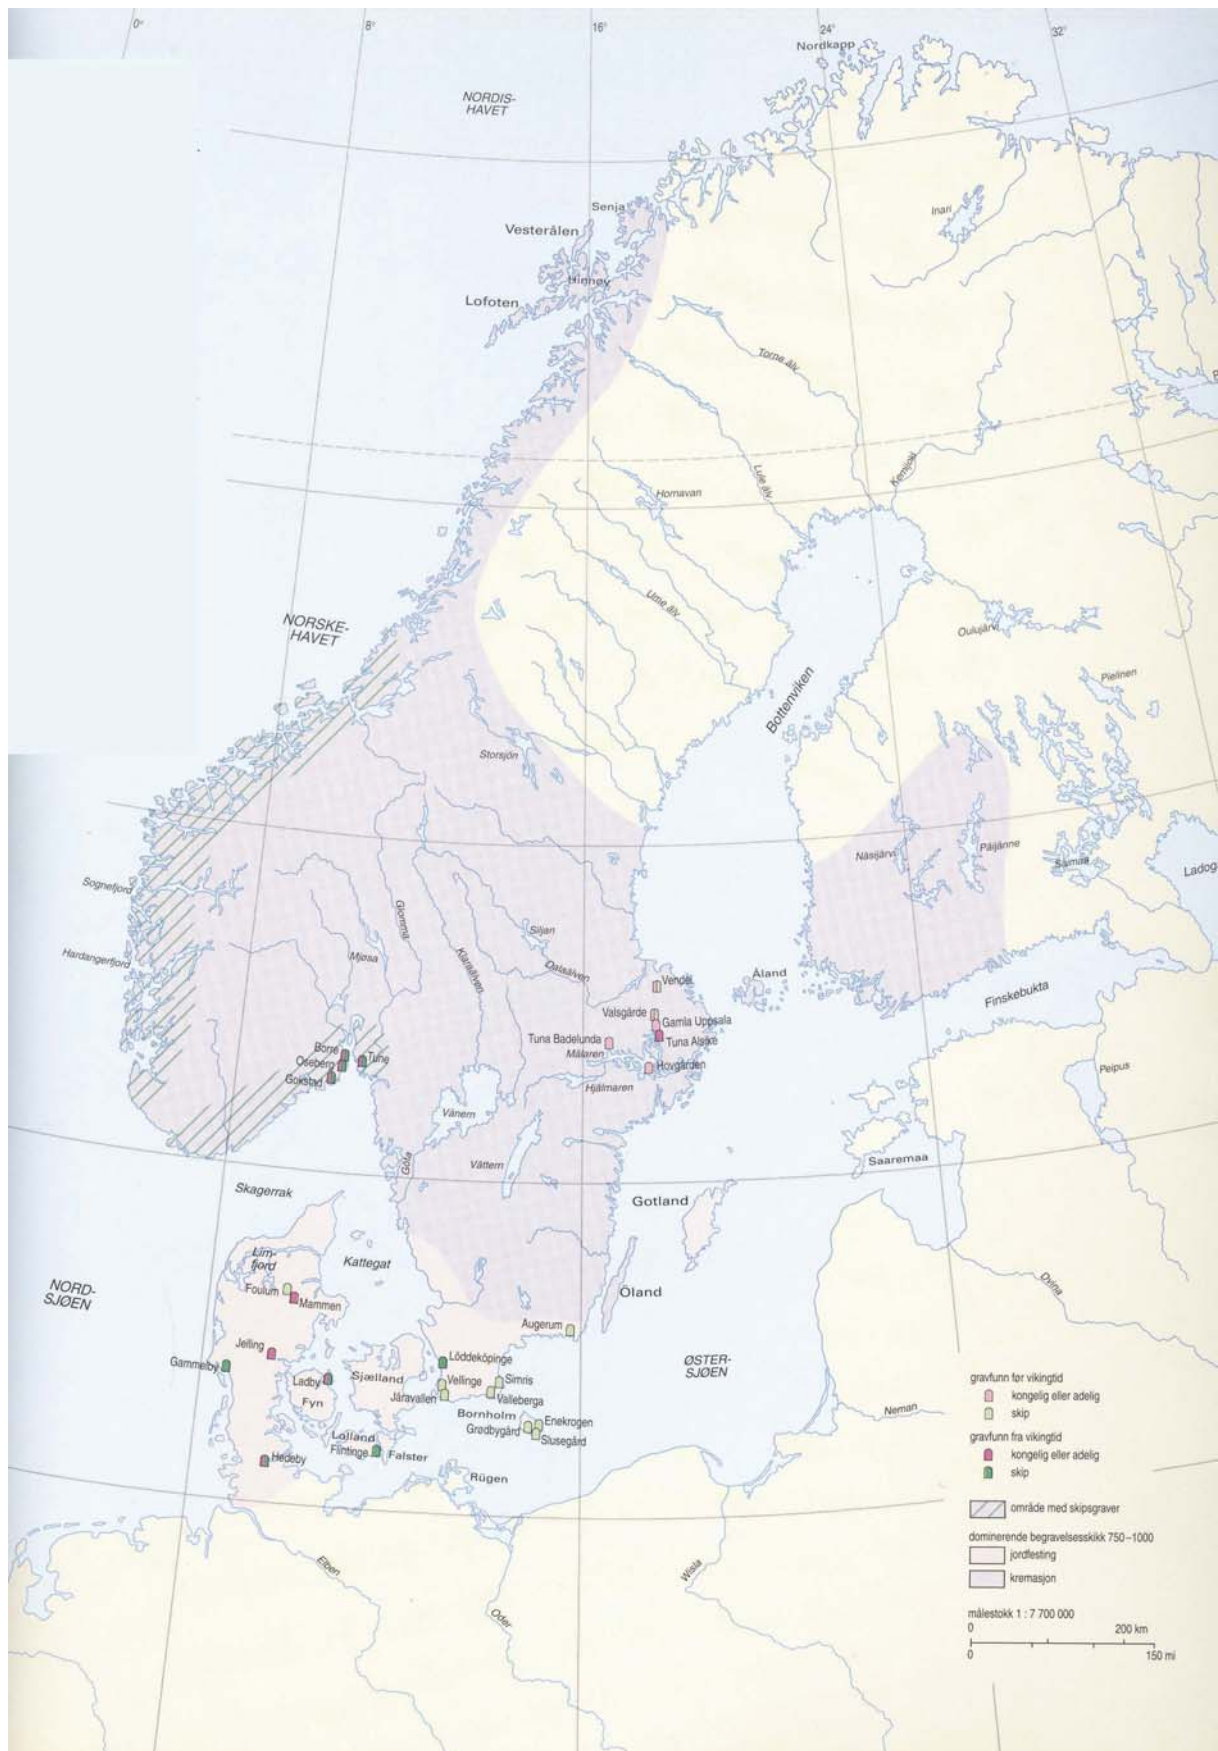 0°
8°
16°
24°
32°
Nordkapp
NORDIS-
HAVET
Senja
Inari
Vesterålen
Hinnøy
Lofoten
Torne älv
Lule älv
Kemijoki
Hornavan
Ume älv
NORSKE-
HAVET
Oulujärvi
Pielinen
Bottenviken
Storsjön
Näsijärvi
Päijänne
Saimaa
Ladog
Sognefjord
Glomma
Siljan
Hardangerfjord
Mjøsa
Klarsälven
Dalsälven
Vendel
Åland
Finskebukta
Valsgärde
Gamla Uppsala
Tuna Badelunda
Tuna Alsike
Mälaren
Borre
Oseberg
Tune
Hovgården
Gokstad
Hjälmaren
Peipus
Vänern
Göta
Vättern
Saaremaa
Skagerrak
Gotland
Lim-
fjord
Kattegat
Dvina
NORD-
SJØEN
Foulum
Mammen
Öland
Augerum
Jelling
Gammelby
Löddeköpinge
ØSTER-
SJØEN
Sjælland
Ladby
Vellinge
Simris
Fyn
Järavallen
Valleberga
Bornholm
Enekrogen
Grødbygård
Slusegård
Neman
Lolland
Flintinge
Falster
Hedeby
Rügen
Elben
Oder
Wisla
gravfunn før vikingtid
kongelig eller adelig
skip
gravfunn fra vikingtid
kongelig eller adelig
skip
område med skipsgraver
dominerende begravelsesskikk 750–1000
jordfesting
kremasjon
målestokk 1 : 7 700 000
0 200 km
0 150 mi